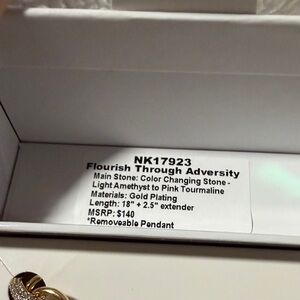 NK17923
Flourish Through Adversity
Main Stone: Color Changing Stone -
Light Amethyst to Pink Tourmaline
Materials: Gold Plating
Length: 18" + 2.5" extender
MSRP: $140
*Removeable Pendant